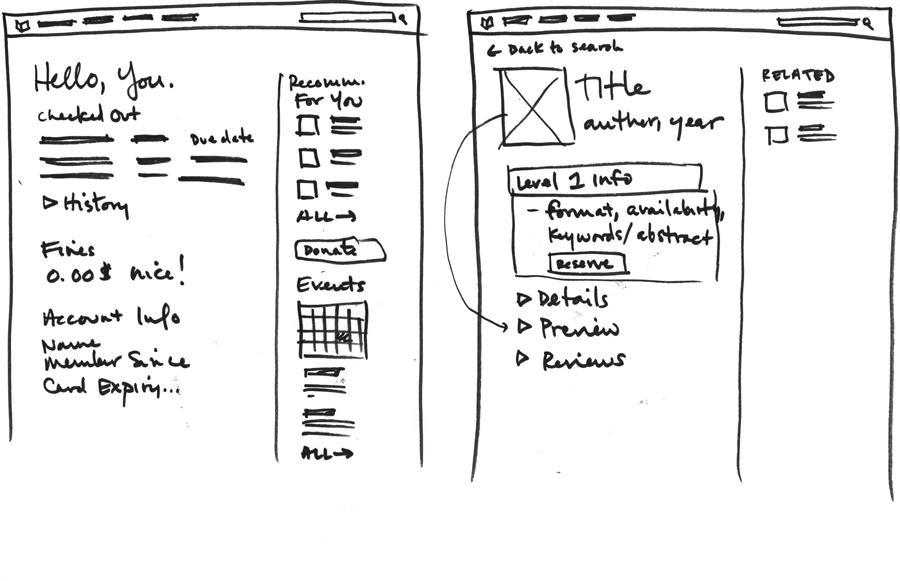 Hello, You.
Checked Out
Due date
▷ History
Fines
0.00$ nice!
Account Info
Name
Member Since
Card Expiry...
Recomm.
For You
ALL →
Donate
Events
ALL →
← Back to search
Title
author, year
Level 1 info
- format, availability,
keywords/abstract
Reserve
▷ Details
▷ Preview
▷ Reviews
RELATED